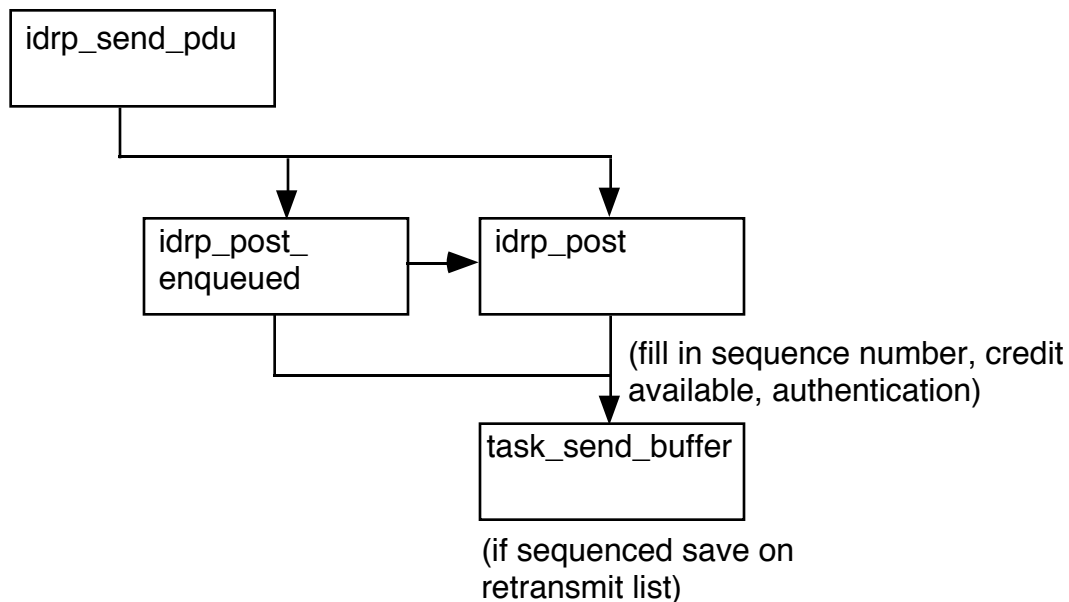 idrp_send_pdu
idrp_post_
enqueued
idrp_post
(fill in sequence number, credit
available, authentication)
task_send_buffer
(if sequenced save on
retransmit list)